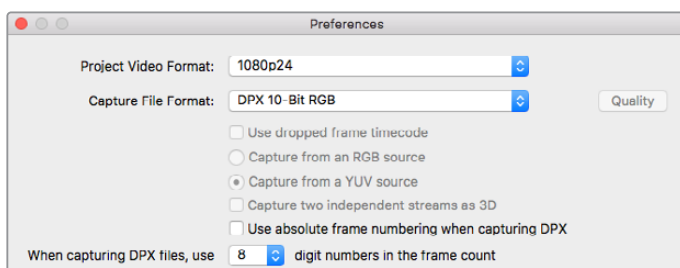 Preferences
Project Video Format: 1080p24
Capture File Format: DPX 10-Bit RGB Quality
Use dropped frame timecode
Capture from an RGB source
Capture from a YUV source
Capture two independent streams as 3D
Use absolute frame numbering when capturing DPX
When capturing DPX files, use 8 digit numbers in the frame count